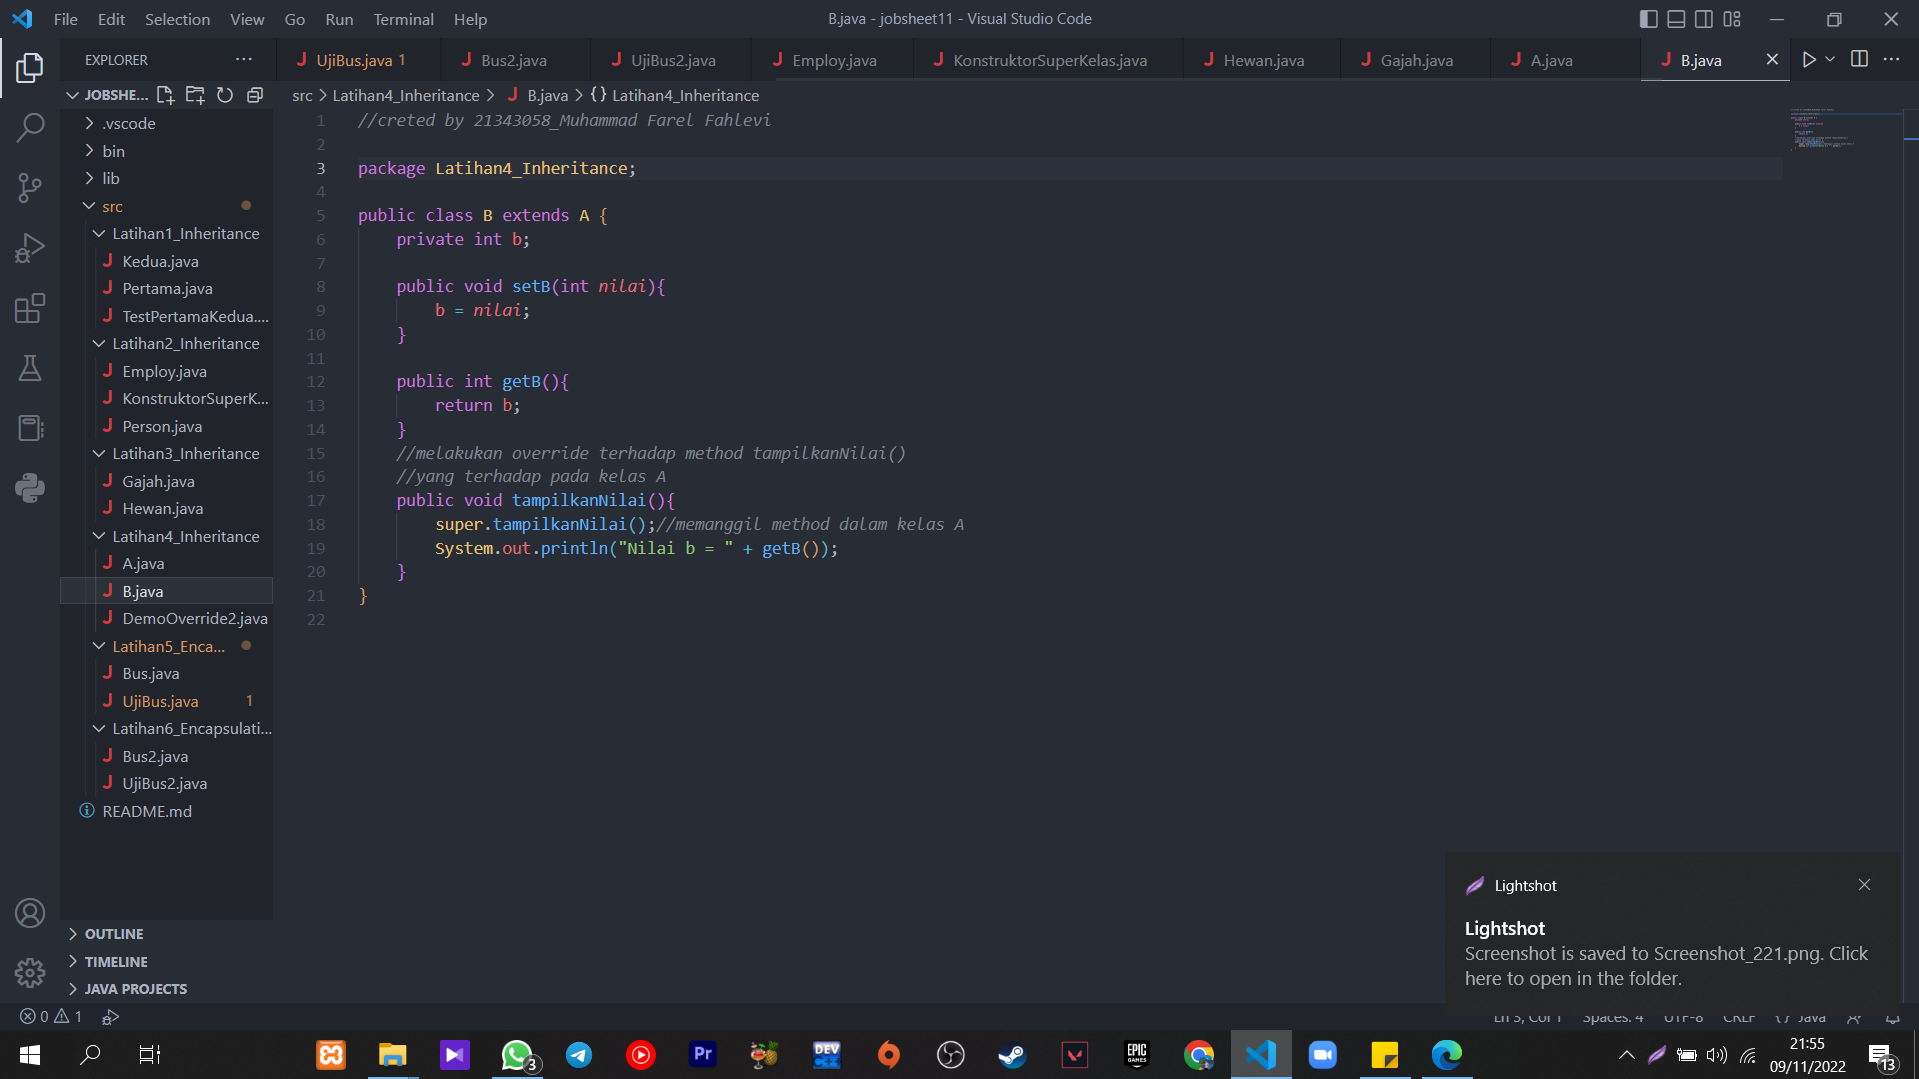 File Edit Selection View Go Run Terminal Help
B.java - jobsheet11 - Visual Studio Code
EXPLORER
UjiBus.java 1
Bus2.java
UjiBus2.java
Employ.java
KonstruktorSuperKelas.java
Hewan.java
Gajah.java
A.java
B.java
JOBSHE...
src > Latihan4_Inheritance > B.java > {} Latihan4_Inheritance
.vscode
bin
lib
src
Latihan1_Inheritance
Kedua.java
Pertama.java
TestPertamaKedua....
Latihan2_Inheritance
Employ.java
KonstruktorSuperK...
Person.java
Latihan3_Inheritance
Gajah.java
Hewan.java
Latihan4_Inheritance
A.java
B.java
DemoOverride2.java
Latihan5_Enca...
Bus.java
UjiBus.java 1
Latihan6_Encapsulati...
Bus2.java
UjiBus2.java
README.md
OUTLINE
TIMELINE
JAVA PROJECTS
1 //creted by 21343058_Muhammad Farel Fahlevi
2
3 package Latihan4_Inheritance;
4
5 public class B extends A {
6 private int b;
7
8 public void setB(int nilai){
9 b = nilai;
10 }
11
12 public int getB(){
13 return b;
14 }
15 //melakukan override terhadap method tampilkanNilai()
16 //yang terhadap pada kelas A
17 public void tampilkanNilai(){
18 super.tampilkanNilai();//memanggil method dalam kelas A
19 System.out.println("Nilai b = " + getB());
20 }
21 }
22
Lightshot
Lightshot
Screenshot is saved to Screenshot_221.png. Click
here to open in the folder.
0 1
Ln 3, Col 1 Spaces: 4 UTF-8 CRLF {} Java
3
Pr
DEV
C++
EPIC
GAMES
21:55
09/11/2022
13